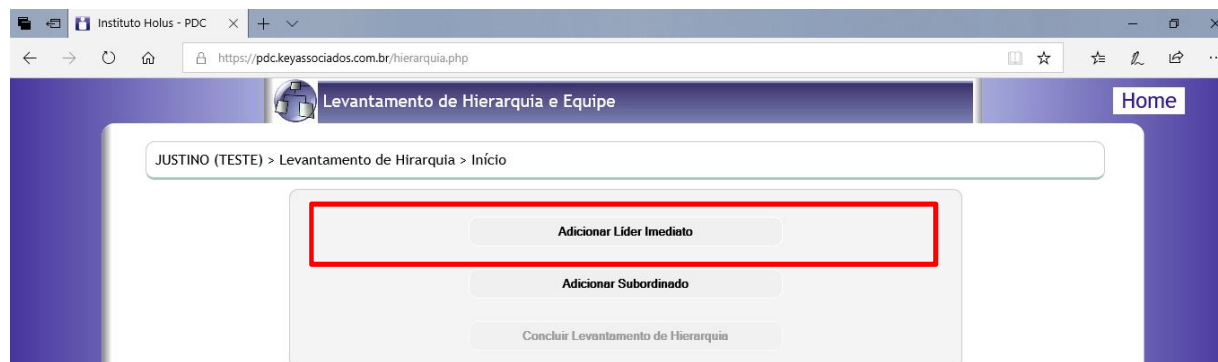 Instituto Holus - PDC
https://pdc.keyassociados.com.br/hierarquia.php
Levantamento de Hierarquia e Equipe
Home
JUSTINO (TESTE) > Levantamento de Hirarquia > Início
Adicionar Líder Imediato
Adicionar Subordinado
Concluir Levantamento de Hierarquia